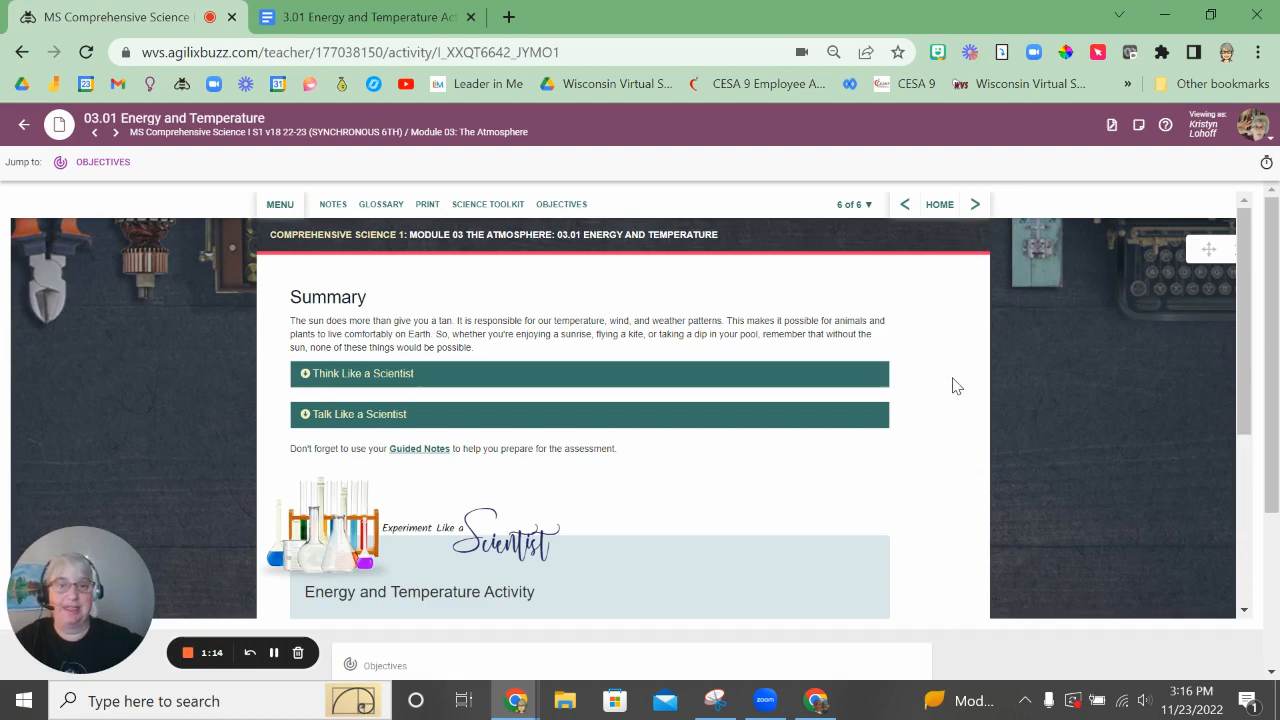 MS Comprehensive Science
3.01 Energy and Temperature Act
wvs.agilixbuzz.com/teacher/177038150/activity/I_XXQT6642_JYMO1
Leader in Me
Wisconsin Virtual S...
CESA 9 Employee A...
CESA 9
Wisconsin Virtual S...
»
Other bookmarks
03.01 Energy and Temperature
MS Comprehensive Science I S1 v18 22-23 (SYNCHRONOUS 6TH) / Module 03: The Atmosphere
Viewing as:
Kristyn
Lohoff
Jump to:
OBJECTIVES
MENU
NOTES
GLOSSARY
PRINT
SCIENCE TOOLKIT
OBJECTIVES
6 of 6
HOME
COMPREHENSIVE SCIENCE 1: MODULE 03 THE ATMOSPHERE: 03.01 ENERGY AND TEMPERATURE
Summary
The sun does more than give you a tan. It is responsible for our temperature, wind, and weather patterns. This makes it possible for animals and
plants to live comfortably on Earth. So, whether you're enjoying a sunrise, flying a kite, or taking a dip in your pool, remember that without the
sun, none of these things would be possible.
Think Like a Scientist
Talk Like a Scientist
Don't forget to use your Guided Notes to help you prepare for the assessment.
Experiment Like a
Scientist
Energy and Temperature Activity
1:14
Objectives
Type here to search
Mod...
3:16 PM
11/23/2022